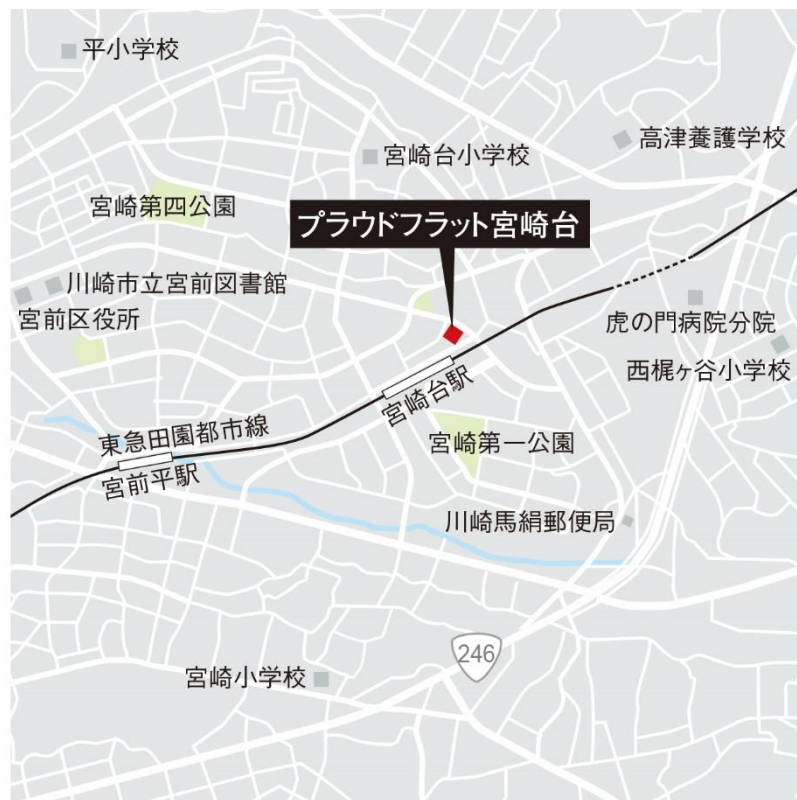 平小学校
高津養護学校
宮崎台小学校
宮崎第四公園
プラウドフラット宮崎台
川崎市立宮前図書館
宮前区役所
虎の門病院分院
西梶ヶ谷小学校
宮崎台駅
東急田園都市線
宮崎第一公園
宮前平駅
川崎馬絹郵便局
246
宮崎小学校